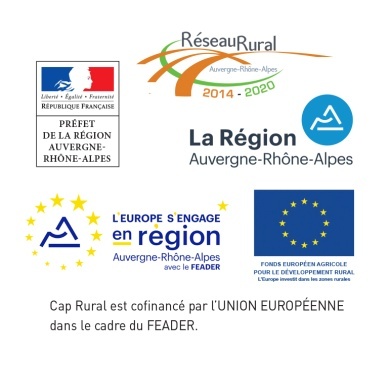 RéseauRural
Auvergne-Rhône-Alpes
2014 - 2020
Liberté • Égalité • Fraternité
RÉPUBLIQUE FRANÇAISE
PRÉFET
DE LA RÉGION
AUVERGNE-
RHÔNE-ALPES
La Région
Auvergne-Rhône-Alpes
L'EUROPE S'ENGAGE
en région
Auvergne-Rhône-Alpes
avec le FEADER
FONDS EUROPÉEN AGRICOLE
POUR LE DÉVELOPPEMENT RURAL
L'Europe investit dans les zones rurales
Cap Rural est cofinancé par l'UNION EUROPÉENNE
dans le cadre du FEADER.